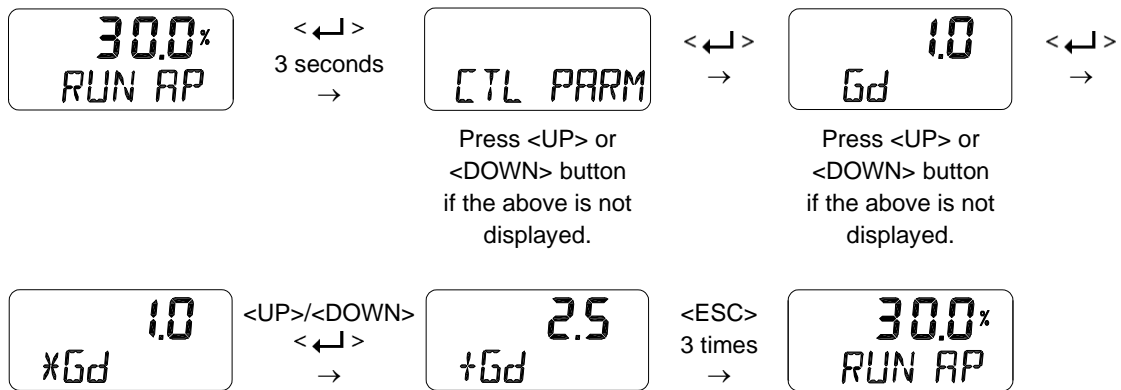 30.0%
RUN AP
< ↵ >
3 seconds
→
CTL PARM
Press <UP> or
<DOWN> button
if the above is not
displayed.
< ↵ >
→
1.0
Gd
Press <UP> or
<DOWN> button
if the above is not
displayed.
< ↵ >
→
1.0
*Gd
<UP>/<DOWN>
< ↵ >
→
2.5
+Gd
<ESC>
3 times
→
30.0%
RUN AP